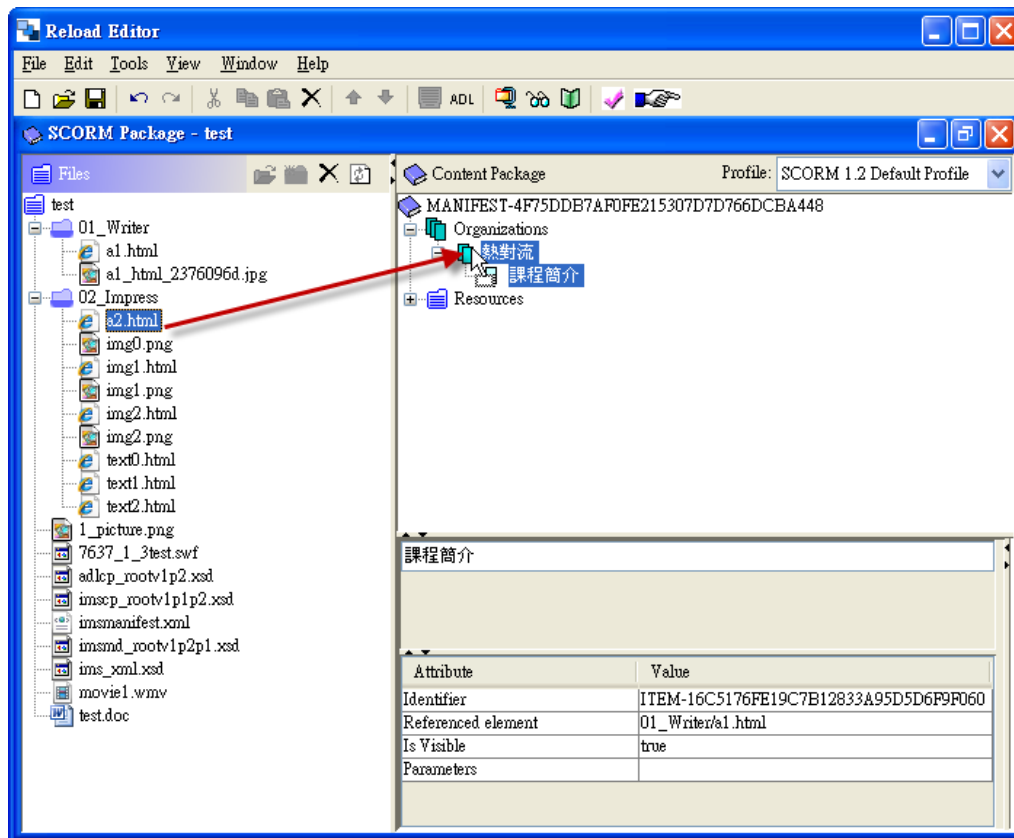 Reload Editor
File Edit Tools View Window Help
ADL
SCORM Package - test
Files
Content Package Profile: SCORM 1.2 Default Profile
test
01_Writer
a1.html
a1_html_2376096d.jpg
02_Impress
a2.html
img0.png
img1.html
img1.png
img2.html
img2.png
text0.html
text1.html
text2.html
1_picture.png
7637_1_3test.swf
adlcp_rootv1p2.xsd
imscp_rootv1p1p2.xsd
imsmanifest.xml
imsmd_rootv1p2p1.xsd
ims_xml.xsd
movie1.wmv
test.doc
MANIFEST-4F75DDB7AF0FE215307D7D766DCBA448
Organizations
熱對流
課程簡介
Resources
課程簡介
Attribute Value
Identifier ITEM-16C5176FE19C7B12833A95D5D6F9F060
Referenced element 01_Writer/a1.html
Is Visible true
Parameters